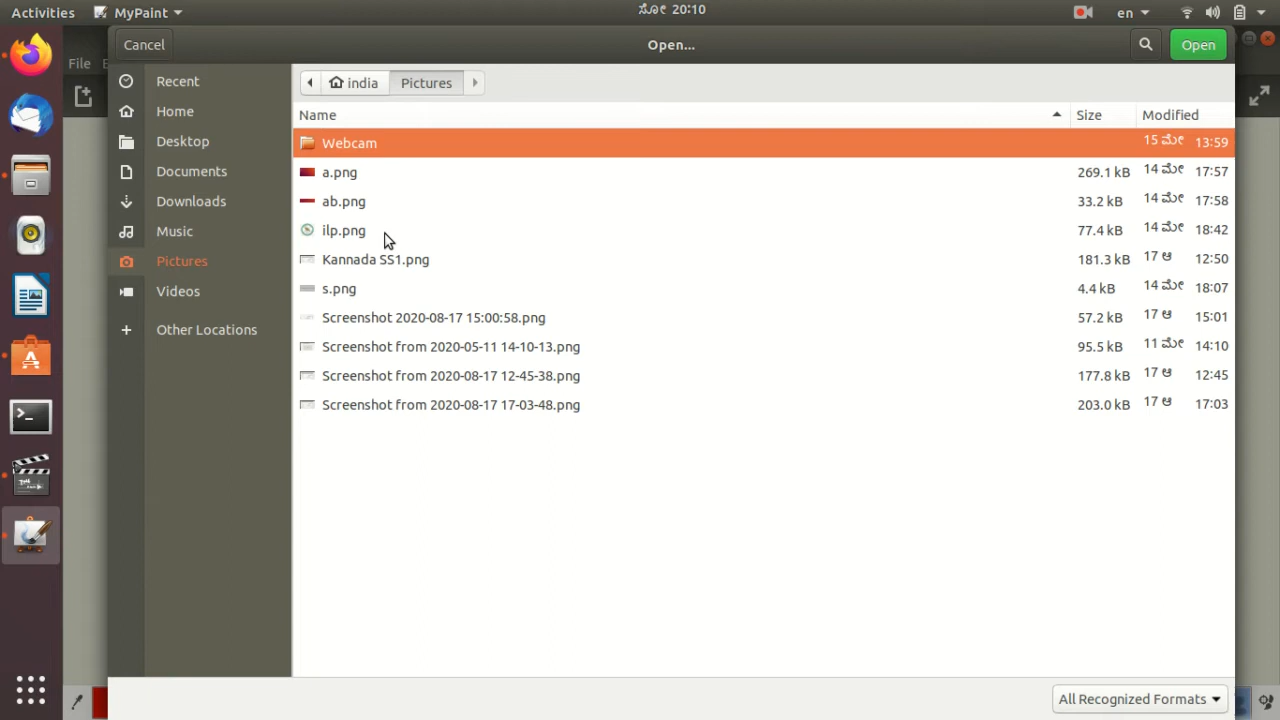 Activities MyPaint ಸೋಮ 20:10 en
File
Cancel Open... Open
india Pictures
Name Size Modified
Recent
Home
Desktop
Documents
Downloads
Music
Pictures
Videos
Other Locations
Webcam 15 ಮೇ 13:59
a.png 269.1 kB 14 ಮೇ 17:57
ab.png 33.2 kB 14 ಮೇ 17:58
ilp.png 77.4 kB 14 ಮೇ 18:42
Kannada SS1.png 181.3 kB 17 ಆ 12:50
s.png 4.4 kB 14 ಮೇ 18:07
Screenshot 2020-08-17 15:00:58.png 57.2 kB 17 ಆ 15:01
Screenshot from 2020-05-11 14-10-13.png 95.5 kB 11 ಮೇ 14:10
Screenshot from 2020-08-17 12-45-38.png 177.8 kB 17 ಆ 12:45
Screenshot from 2020-08-17 17-03-48.png 203.0 kB 17 ಆ 17:03
All Recognized Formats